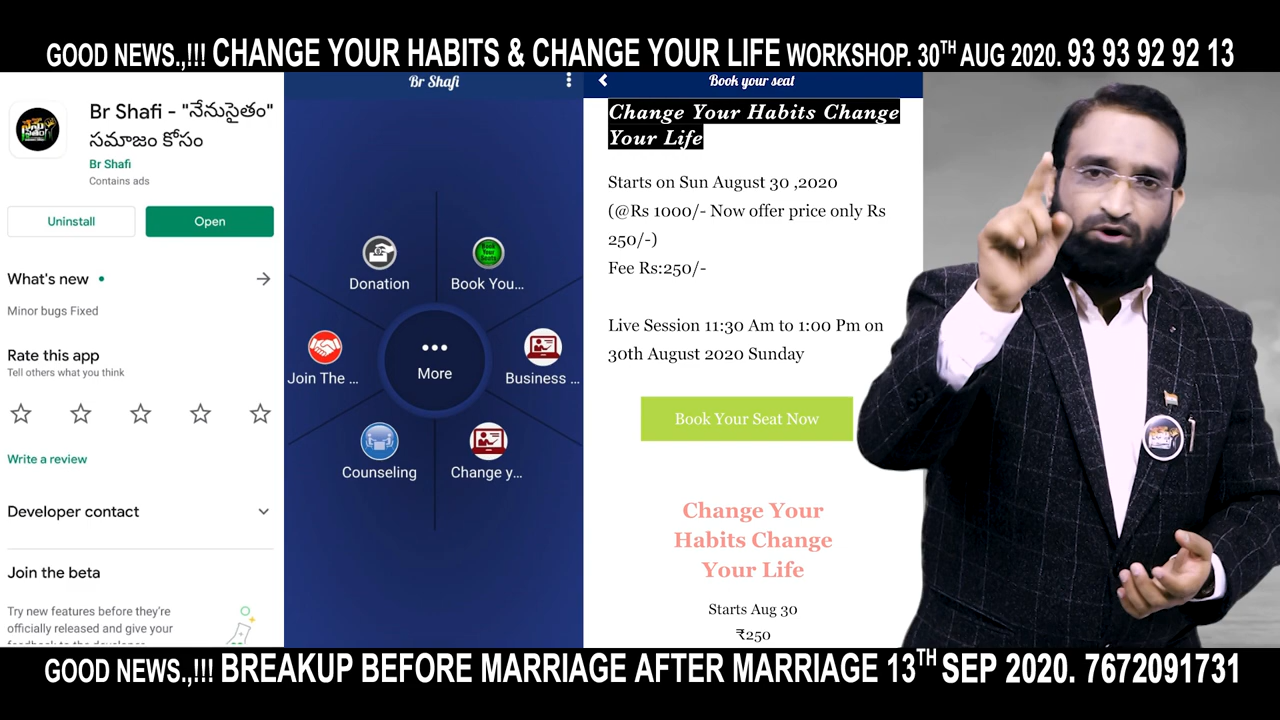 GOOD NEWS.,!!! CHANGE YOUR HABITS & CHANGE YOUR LIFE WORKSHOP. 30TH AUG 2020. 93 93 92 92 13
Br Shafi - "నేనుసైతం"
సమాజం కోసం
Br Shafi
Contains ads
Uninstall
Open
What's new
Minor bugs Fixed
Rate this app
Tell others what you think
Write a review
Developer contact
Join the beta
Try new features before they're
officially released and give your
Br Shafi
Donation
Book You...
Join The ...
More
Business ...
Counseling
Change y...
Book your seat
Change Your Habits Change
Your Life
Starts on Sun August 30 ,2020
(@Rs 1000/- Now offer price only Rs
250/-)
Fee Rs:250/-
Live Session 11:30 Am to 1:00 Pm on
30th August 2020 Sunday
Book Your Seat Now
Change Your
Habits Change
Your Life
Starts Aug 30
₹250
GOOD NEWS.,!!! BREAKUP BEFORE MARRIAGE AFTER MARRIAGE 13TH SEP 2020. 7672091731